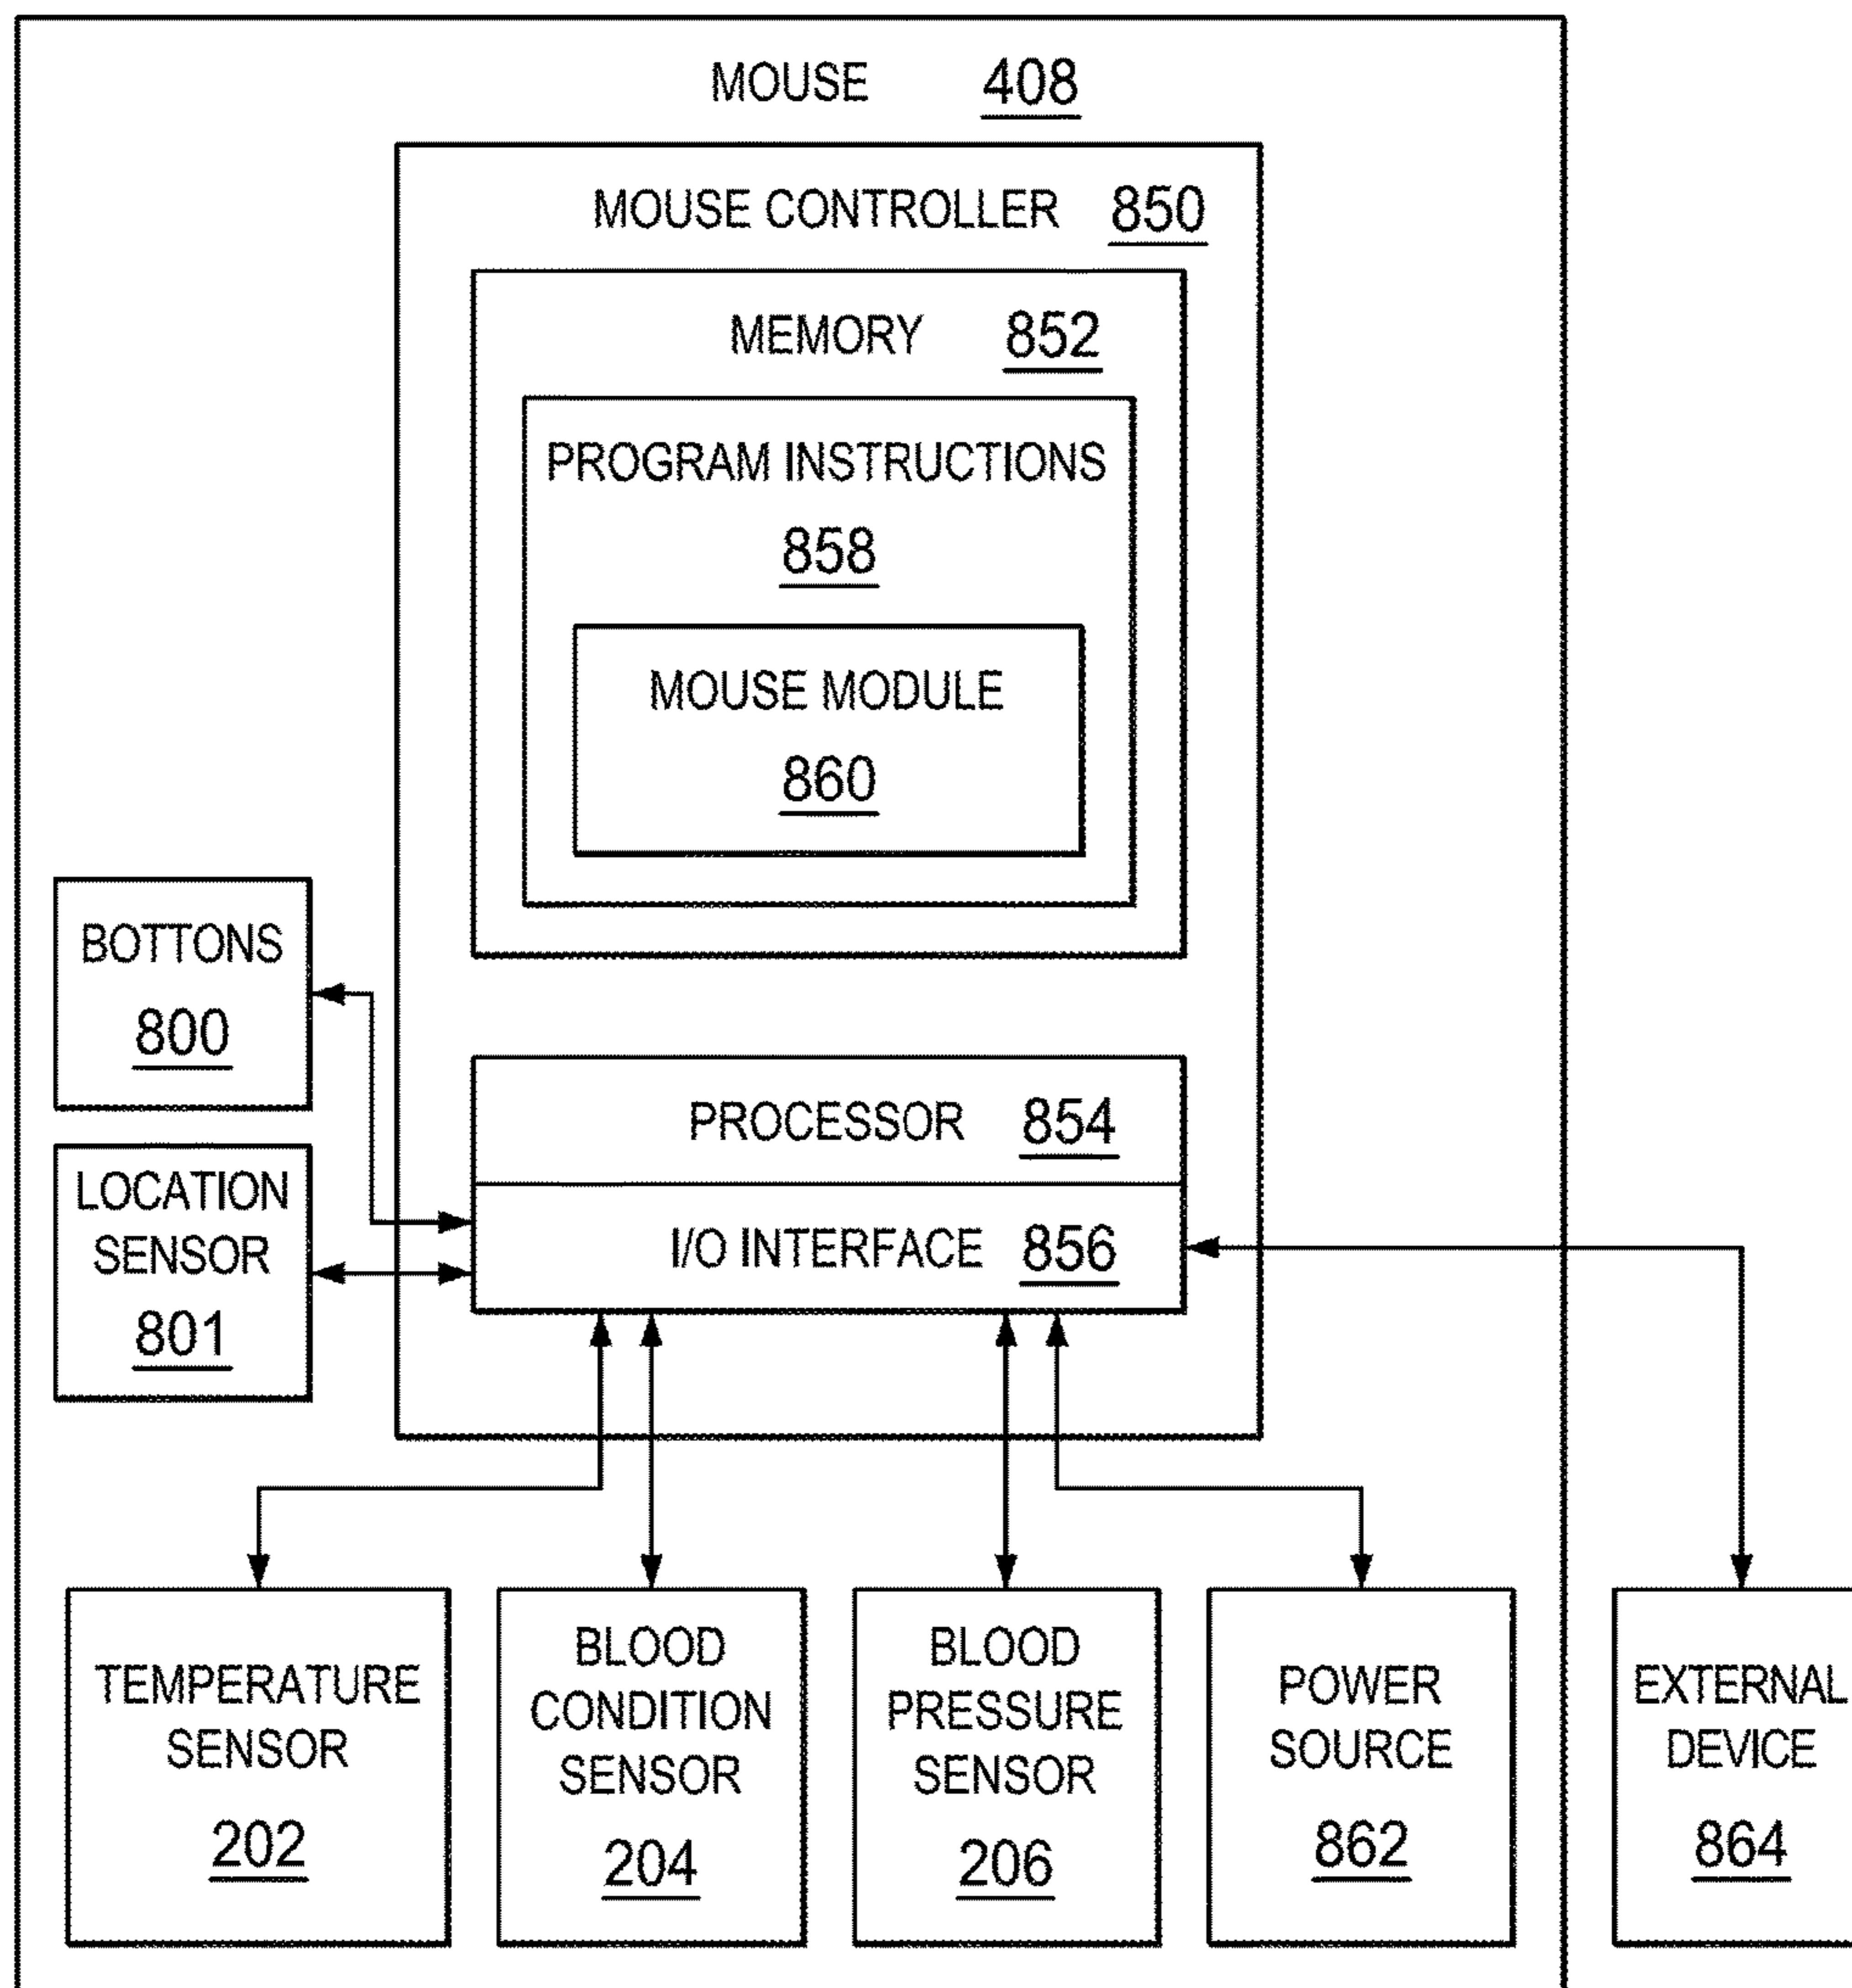 MOUSE 408
MOUSE CONTROLLER 850
MEMORY 852
PROGRAM INSTRUCTIONS
858
MOUSE MODULE
860
BOTTONS
800
PROCESSOR 854
LOCATION
SENSOR
801
I/O INTERFACE 856
TEMPERATURE
SENSOR
202
BLOOD
CONDITION
SENSOR
204
BLOOD
PRESSURE
SENSOR
206
POWER
SOURCE
862
EXTERNAL
DEVICE
864